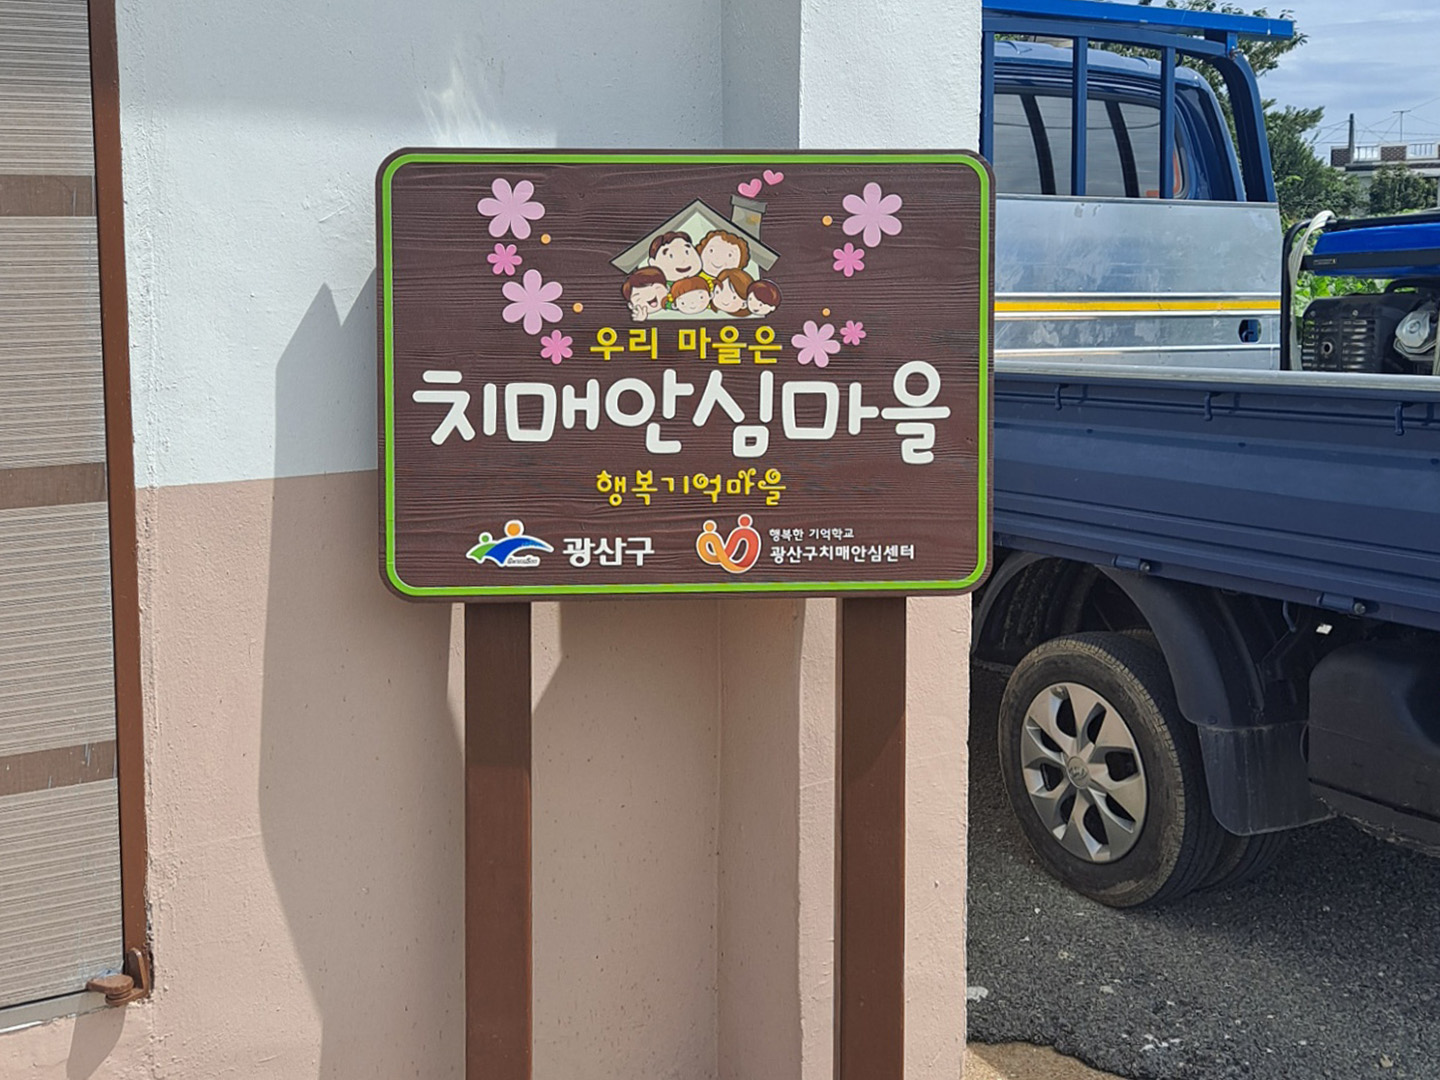 우리 마을은
치매안심마을
행복기억마을
광산구
행복한 기억학교
광산구치매안심센터